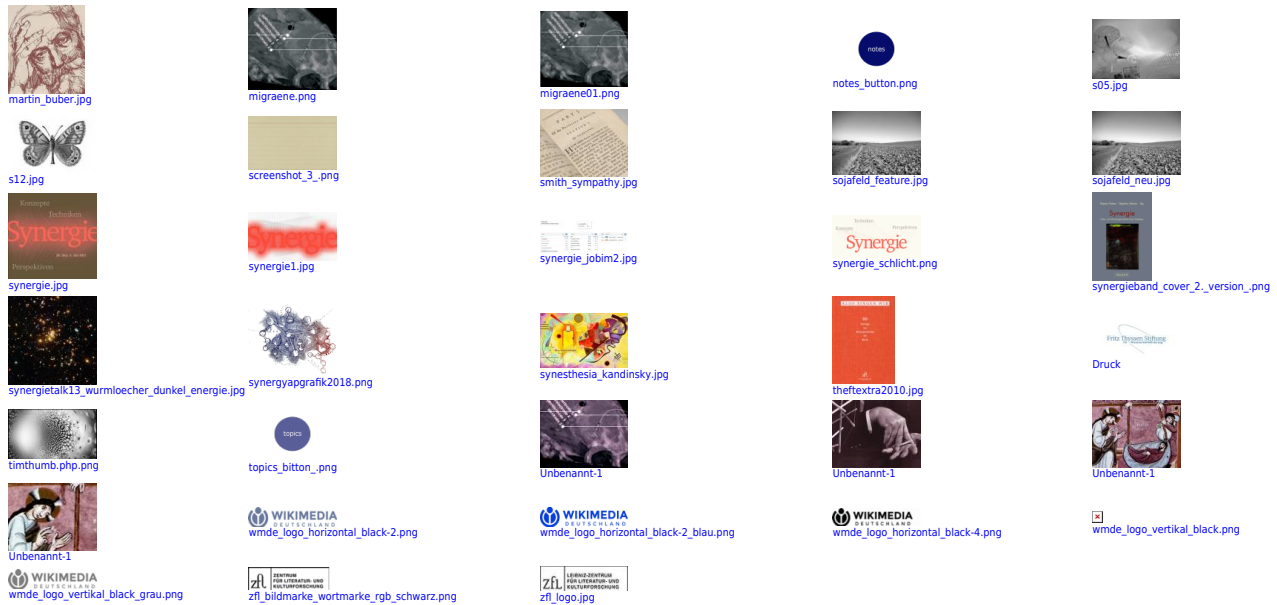 notes
martin_buber.jpg
migraene.png
migraene01.png
notes_button.png
s05.jpg
s12.jpg
screenshot_3_.png
smith_sympathy.jpg
sojafeld_feature.jpg
sojafeld_neu.jpg
Konzepte
Techniken
Synergie
Perspektiven
synergie.jpg
Synergie
synergie1.jpg
synergie_jobim2.jpg
Synergie
synergie_schlicht.png
Synergie
synergieband_cover_2._version_.png
synergietalk13_wurmloecher_dunkel_energie.jpg
synergyapgrafik2018.png
synesthesia_kandinsky.jpg
theftextra2010.jpg
Fritz Thyssen Stiftung
Druck
timthumb.php.png
topics
topics_bitton_.png
Unbenannt-1
Unbenannt-1
Unbenannt-1
Unbenannt-1
WIKIMEDIA
DEUTSCHLAND
wmde_logo_horizontal_black-2.png
WIKIMEDIA
DEUTSCHLAND
wmde_logo_horizontal_black-2_blau.png
WIKIMEDIA
DEUTSCHLAND
wmde_logo_horizontal_black-4.png
wmde_logo_vertikal_black.png
WIKIMEDIA
DEUTSCHLAND
wmde_logo_vertikal_black_grau.png
zfl
ZENTRUM
FÜR LITERATUR- UND
KULTURFORSCHUNG
zfl_bildmarke_wortmarke_rgb_schwarz.png
zfL
LEIBNIZ-ZENTRUM
FÜR LITERATUR- UND
KULTURFORSCHUNG
zfl_logo.jpg